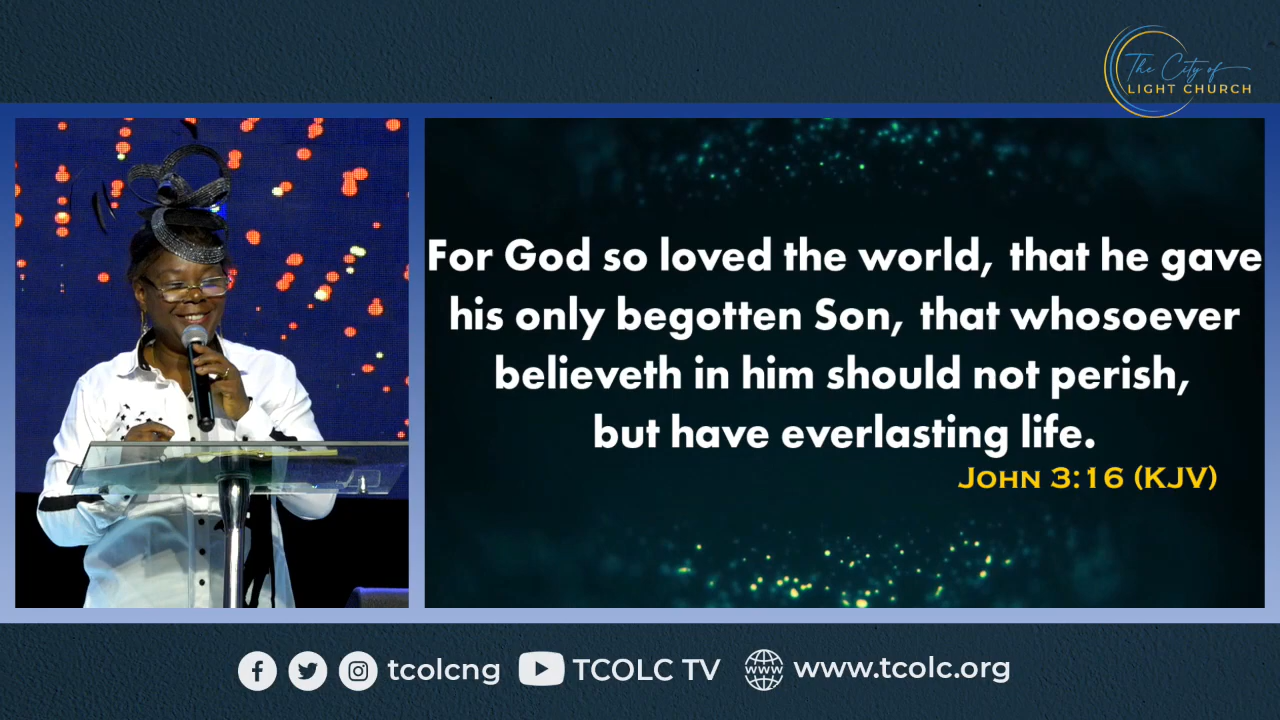 The City of
LIGHT CHURCH
For God so loved the world, that he gave
his only begotten Son, that whosoever
believeth in him should not perish,
but have everlasting life.
John 3:16 (KJV)
tcolcng TCOLC TV www www.tcolc.org